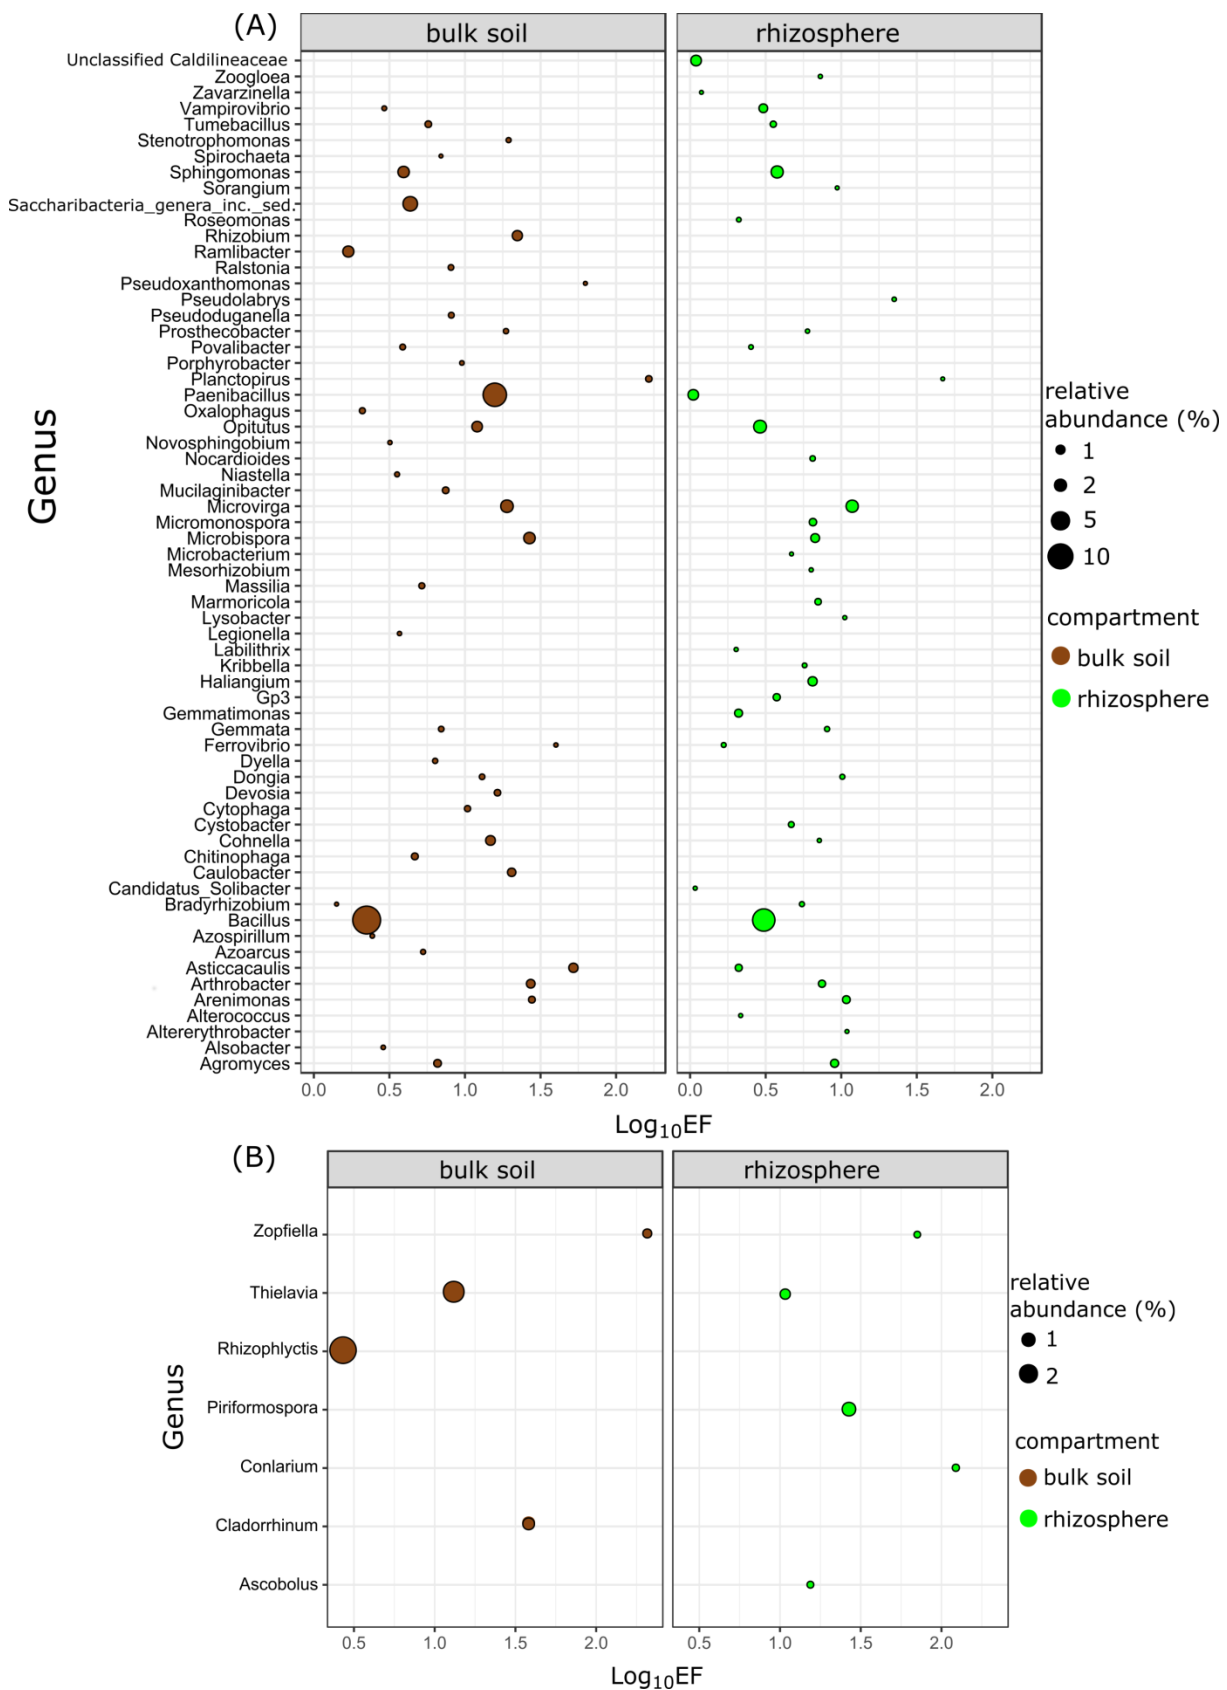 (A)
bulk soil
rhizosphere
Genus
Unclassified Caldilineaceae
Zoogloea
Zavarzinella
Vampirovibrio
Tumebacillus
Stenotrophomonas
Spirochaeta
Sphingomonas
Sorangium
Saccharibacteria_genera_inc._sed.
Roseomonas
Rhizobium
Ramlibacter
Ralstonia
Pseudoxanthomonas
Pseudolabrys
Pseudoduganella
Prosthecobacter
Povalibacter
Porphyrobacter
Planctopirus
Paenibacillus
Oxalophagus
Opitutus
Novosphingobium
Nocardioides
Niastella
Mucilaginibacter
Microvirga
Micromonospora
Microbispora
Microbacterium
Mesorhizobium
Massilia
Marmoricola
Lysobacter
Legionella
Labilithrix
Kribbella
Haliangium
Gp3
Gemmatimonas
Gemmata
Ferrovibrio
Dyella
Dongia
Devosia
Cytophaga
Cystobacter
Cohnella
Chitinophaga
Caulobacter
Candidatus_Solibacter
Bradyrhizobium
Bacillus
Azospirillum
Azoarcus
Asticcacaulis
Arthrobacter
Arenimonas
Alterococcus
Altererythrobacter
Alsobacter
Agromyces
0.0 0.5 1.0 1.5 2.0
0.0 0.5 1.0 1.5 2.0
Log10EF
relative
abundance (%)
1
2
5
10
compartment
bulk soil
rhizosphere
(B)
bulk soil
rhizosphere
Genus
Zopfiella
Thielavia
Rhizophlyctis
Piriformospora
Conlarium
Cladorrhinum
Ascobolus
0.5 1.0 1.5 2.0
0.5 1.0 1.5 2.0
Log10EF
relative
abundance (%)
1
2
compartment
bulk soil
rhizosphere